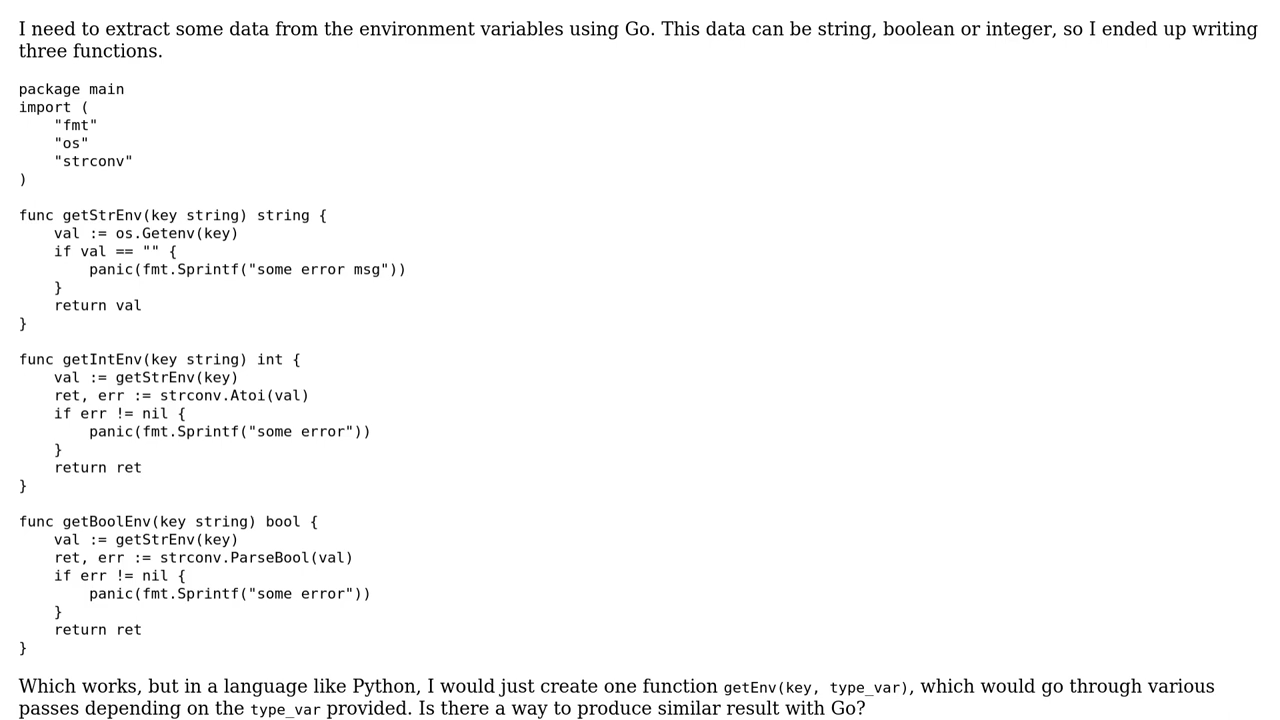 I need to extract some data from the environment variables using Go. This data can be string, boolean or integer, so I ended up writing
three functions.
package main
import (
    "fmt"
    "os"
    "strconv"
)
func getStrEnv(key string) string {
    val := os.Getenv(key)
    if val == "" {
        panic(fmt.Sprintf("some error msg"))
    }
    return val
}
func getIntEnv(key string) int {
    val := getStrEnv(key)
    ret, err := strconv.Atoi(val)
    if err != nil {
        panic(fmt.Sprintf("some error"))
    }
    return ret
}
func getBoolEnv(key string) bool {
    val := getStrEnv(key)
    ret, err := strconv.ParseBool(val)
    if err != nil {
        panic(fmt.Sprintf("some error"))
    }
    return ret
}
Which works, but in a language like Python, I would just create one function getEnv(key, type_var), which would go through various
passes depending on the type_var provided. Is there a way to produce similar result with Go?